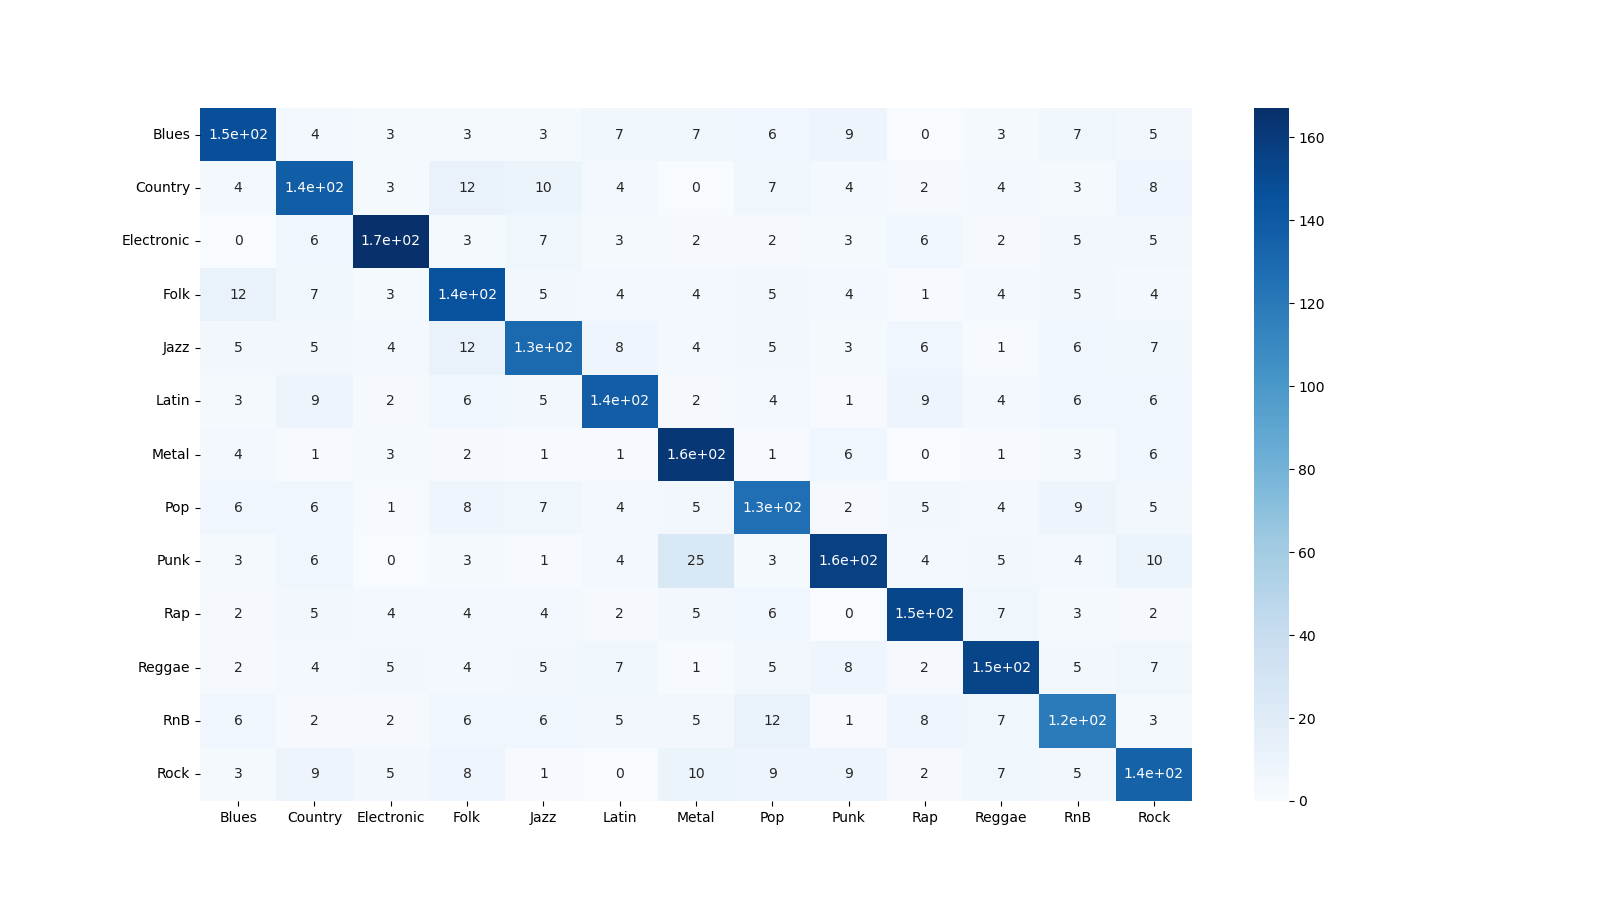 Blues 1.5e+02 4 3 3 3 7 7 6 9 0 3 7 5
Country 4 1.4e+02 3 12 10 4 0 7 4 2 4 3 8
Electronic 0 6 1.7e+02 3 7 3 2 2 3 6 2 5 5
Folk 12 7 3 1.4e+02 5 4 4 5 4 1 4 5 4
Jazz 5 5 4 12 1.3e+02 8 4 5 3 6 1 6 7
Latin 3 9 2 6 5 1.4e+02 2 4 1 9 4 6 6
Metal 4 1 3 2 1 1 1.6e+02 1 6 0 1 3 6
Pop 6 6 1 8 7 4 5 1.3e+02 2 5 4 9 5
Punk 3 6 0 3 1 4 25 3 1.6e+02 4 5 4 10
Rap 2 5 4 4 4 2 5 6 0 1.5e+02 7 3 2
Reggae 2 4 5 4 5 7 1 5 8 2 1.5e+02 5 7
RnB 6 2 2 6 6 5 5 12 1 8 7 1.2e+02 3
Rock 3 9 5 8 1 0 10 9 9 2 7 5 1.4e+02
Blues Country Electronic Folk Jazz Latin Metal Pop Punk Rap Reggae RnB Rock
160
140
120
100
80
60
40
20
0